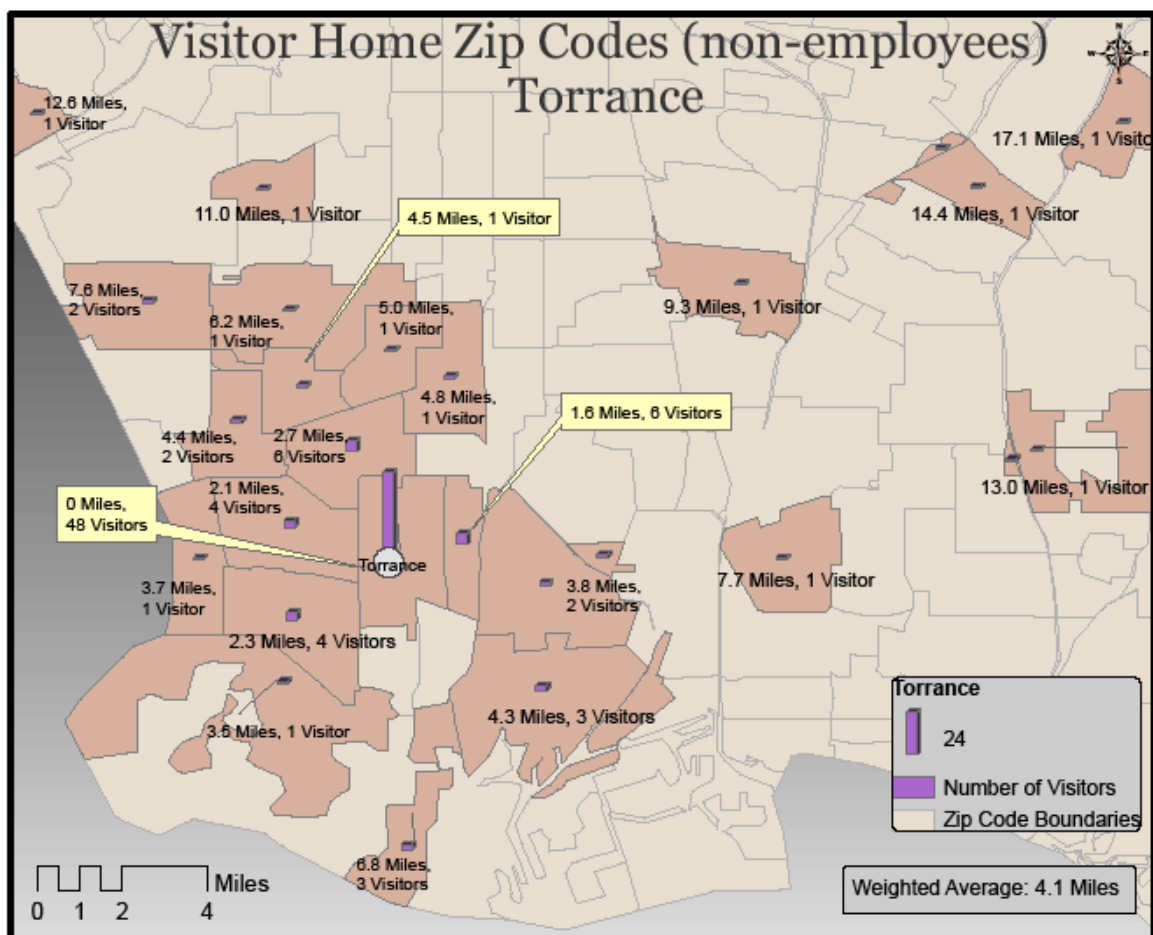 Visitor Home Zip Codes (non-employees)
Torrance
N
W E
S
12.6 Miles,
1 Visitor
17.1 Miles, 1 Visito
11.0 Miles, 1 Visitor
4.5 Miles, 1 Visitor
14.4 Miles, 1 Visitor
7.6 Miles,
2 Visitors
6.2 Miles,
1 Visitor
5.0 Miles,
1 Visitor
9.3 Miles, 1 Visitor
4.8 Miles,
1 Visitor
1.6 Miles, 6 Visitors
4.4 Miles,
2 Visitors
2.7 Miles,
6 Visitors
13.0 Miles, 1 Visitor
0 Miles,
48 Visitors
2.1 Miles,
4 Visitors
Torrance
3.7 Miles,
1 Visitor
3.8 Miles,
2 Visitors
7.7 Miles, 1 Visitor
2.3 Miles, 4 Visitors
4.3 Miles, 3 Visitors
3.5 Miles, 1 Visitor
6.8 Miles,
3 Visitors
Torrance
24
Number of Visitors
Zip Code Boundaries
Miles
0 1 2 4
Weighted Average: 4.1 Miles